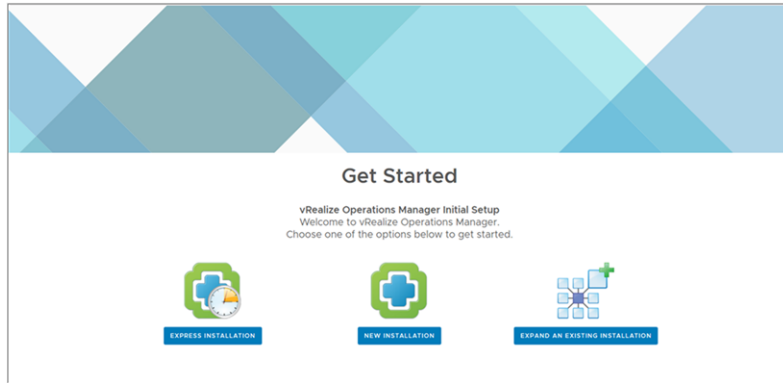 Get Started
vRealize Operations Manager Initial Setup
Welcome to vRealize Operations Manager.
Choose one of the options below to get started.
EXPRESS INSTALLATION
NEW INSTALLATION
EXPAND AN EXISTING INSTALLATION